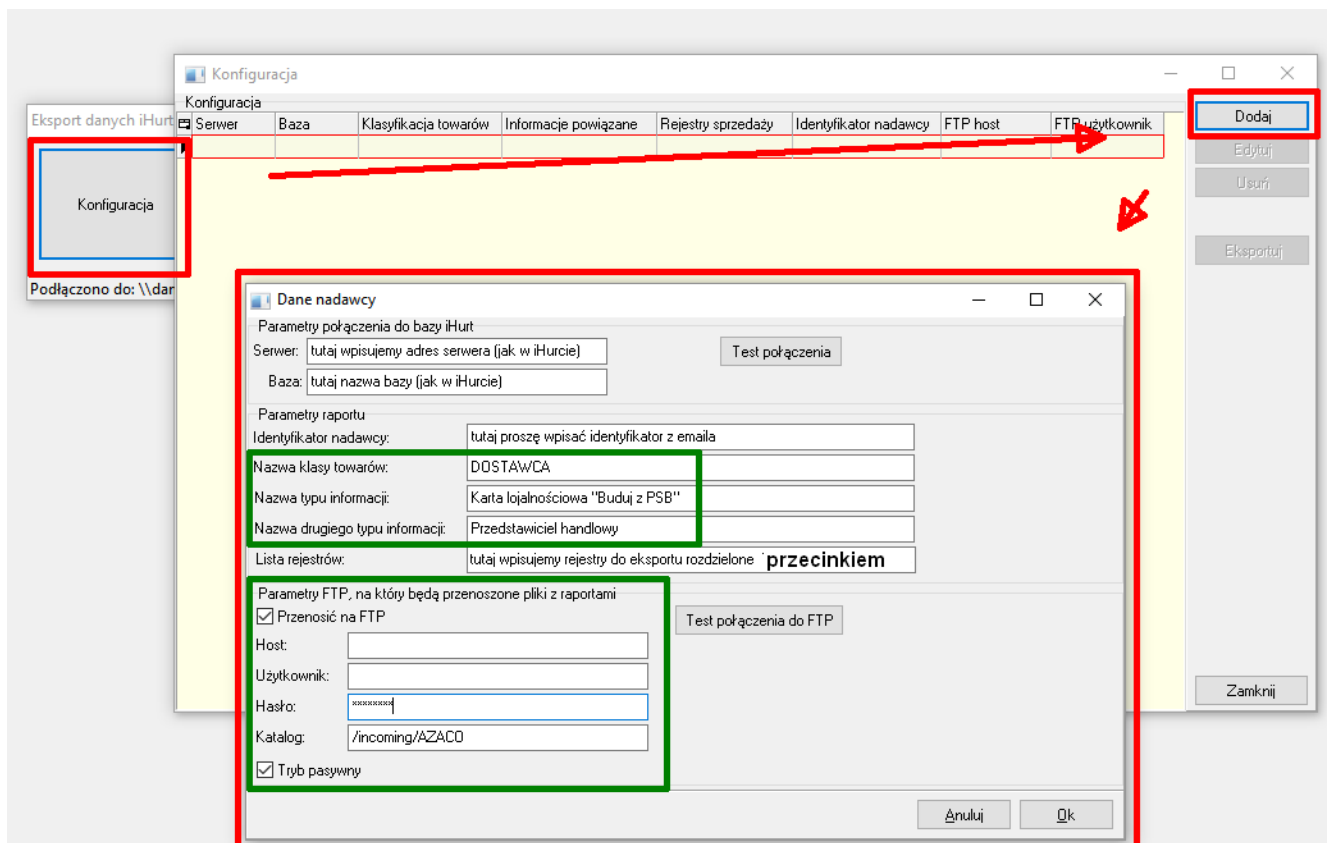 Konfiguracja
Konfiguracja
Eksport danych iHurt
Serwer Baza Klasyfikacja towarów Informacje powiązane Rejestry sprzedaży Identyfikator nadawcy FTP host FTP użytkownik
Dodaj
Edytuj
Usuń
Konfiguracja
Eksportuj
Podłączono do: \\dar
Dane nadawcy
Parametry połączenia do bazy iHurt
Serwer: tutaj wpisujemy adres serwera (jak w iHurcie) Test połączenia
Baza: tutaj nazwa bazy (jak w iHurcie)
Parametry raportu
Identyfikator nadawcy: tutaj proszę wpisać identyfikator z emaila
Nazwa klasy towarów: DOSTAWCA
Nazwa typu informacji: Karta lojalnościowa "Buduj z PSB"
Nazwa drugiego typu informacji: Przedstawiciel handlowy
Lista rejestrów: tutaj wpisujemy rejestry do eksportu rozdzielone przecinkiem
Parametry FTP, na który będą przenoszone pliki z raportami
Przenosić na FTP Test połączenia do FTP
Host:
Użytkownik:
Hasło: ********
Katalog: /incoming/AZACO
Tryb pasywny
Zamknij
Anuluj Ok